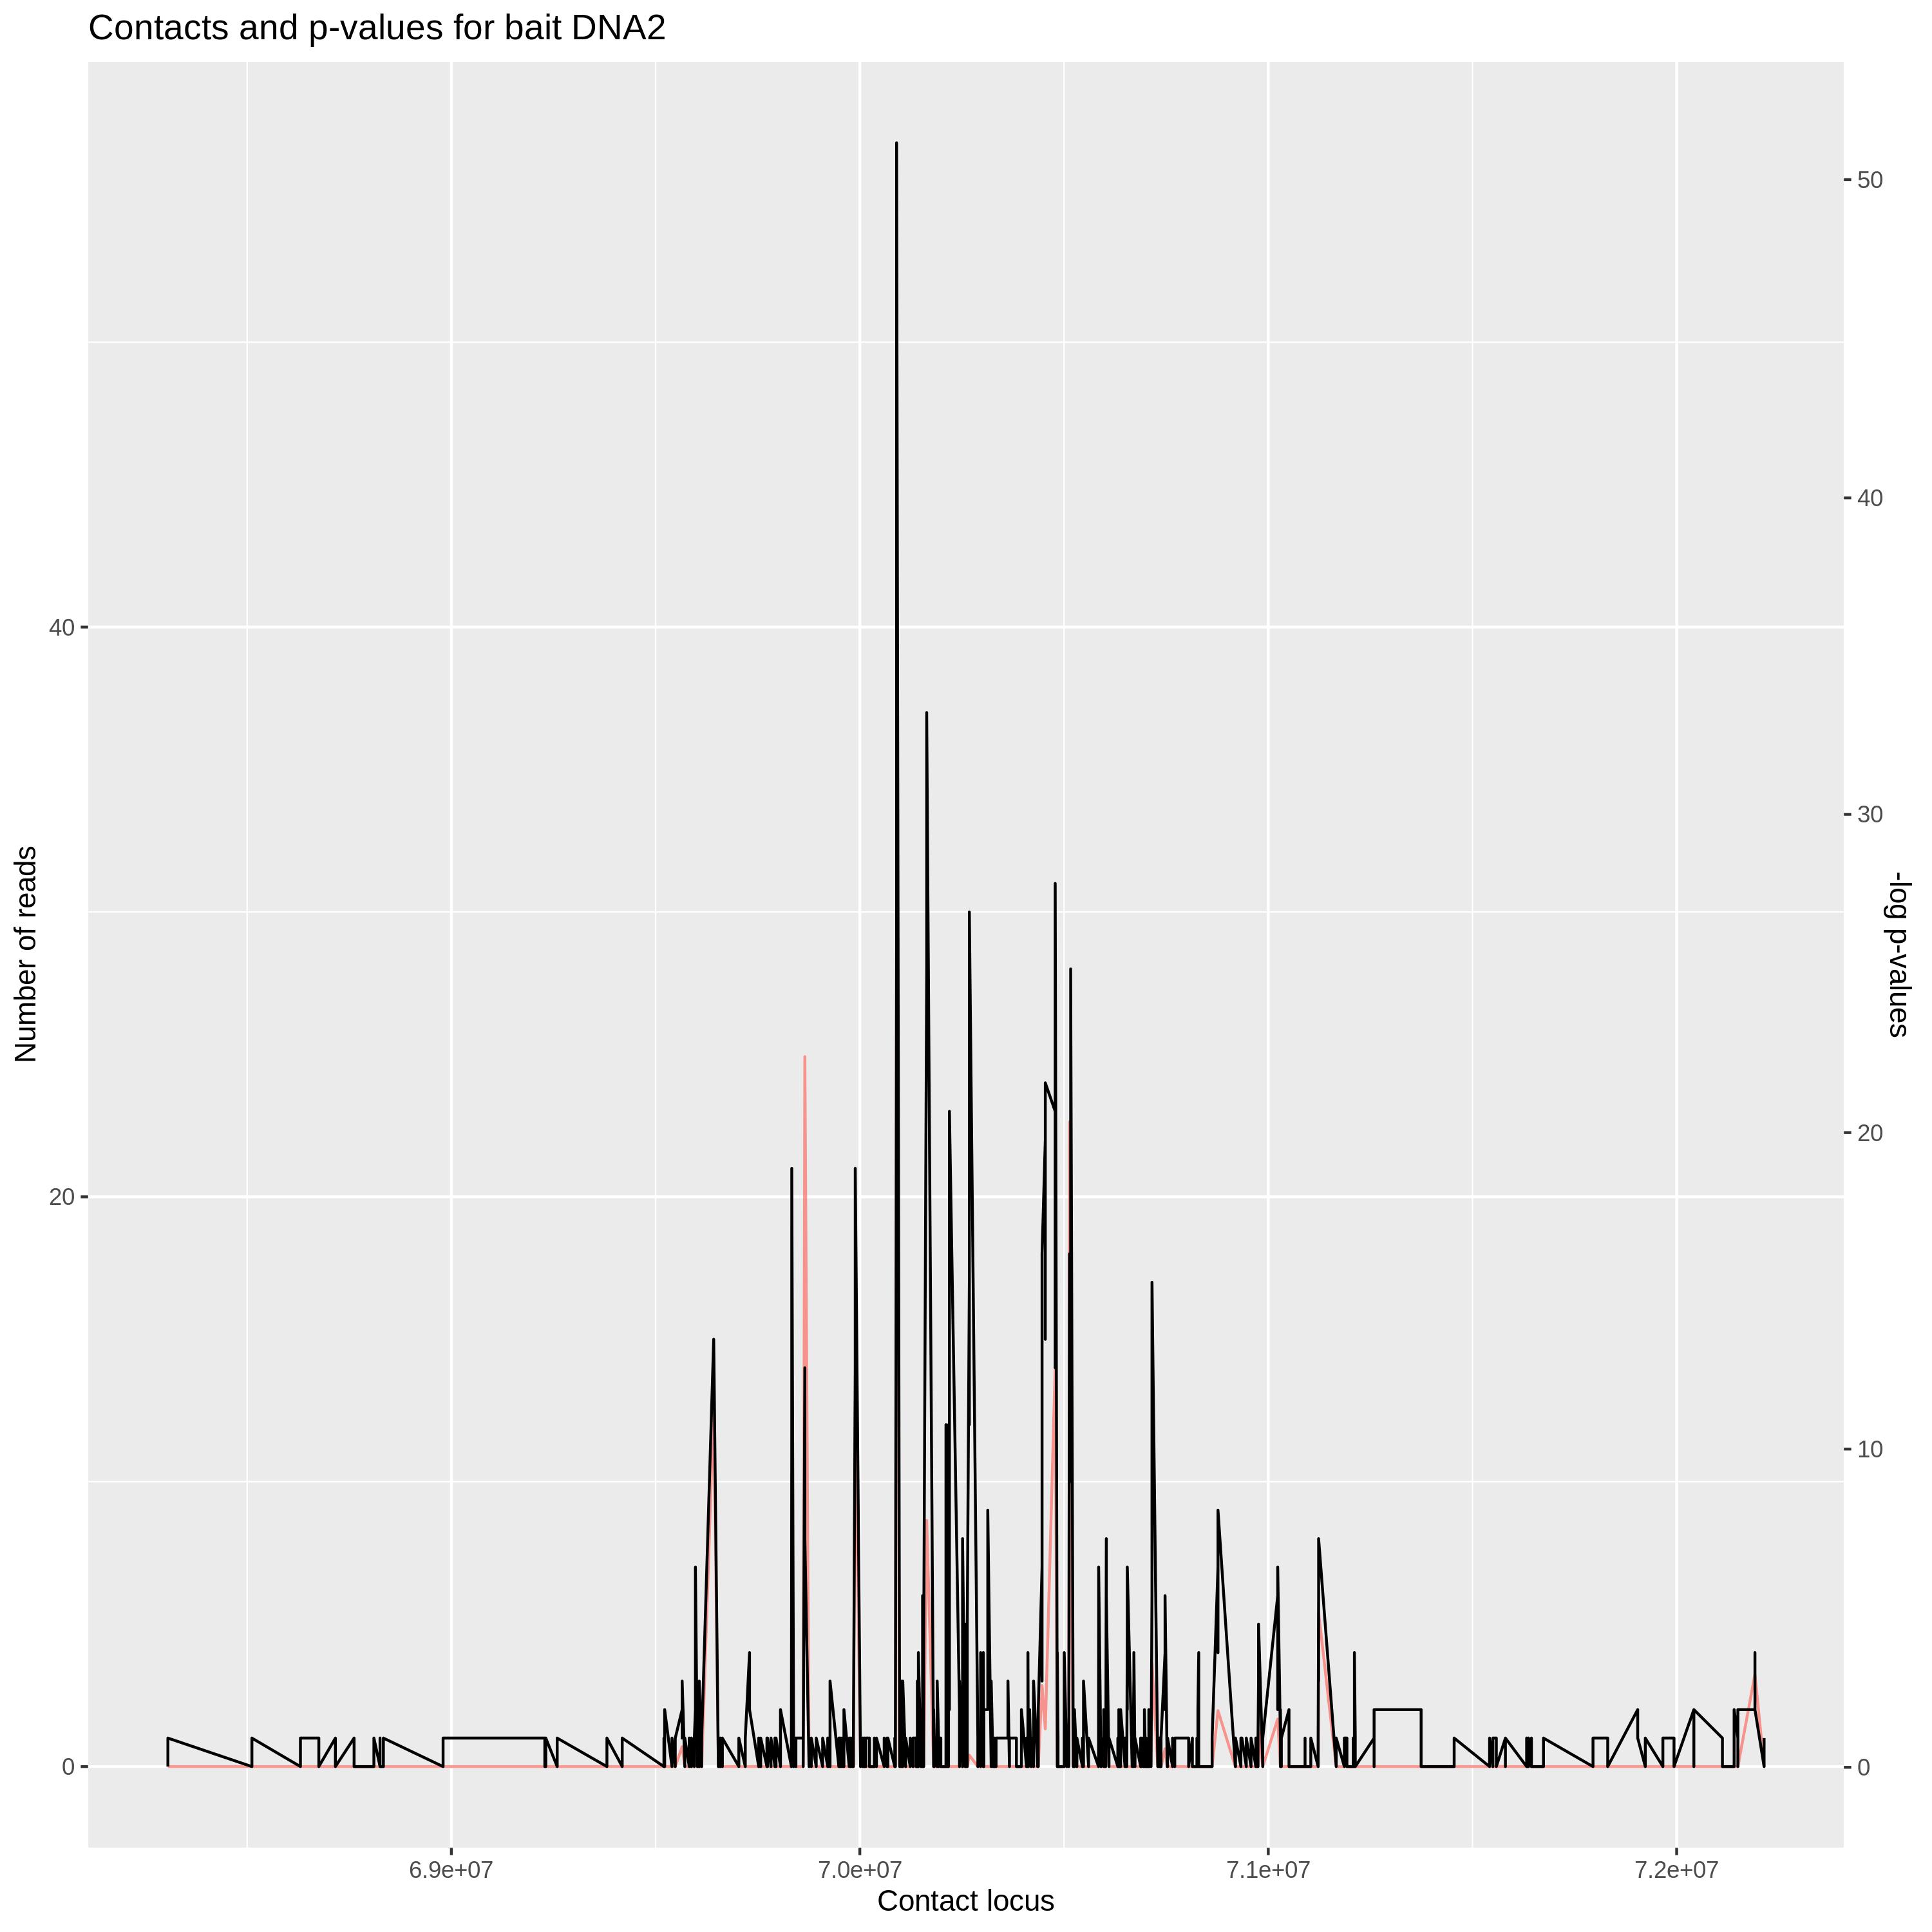 Contacts and p-values for bait DNA2
50
40
40
30
20
20
10
0
0
Number of reads
-log p-values
6.9e+07 7.0e+07 7.1e+07 7.2e+07
Contact locus